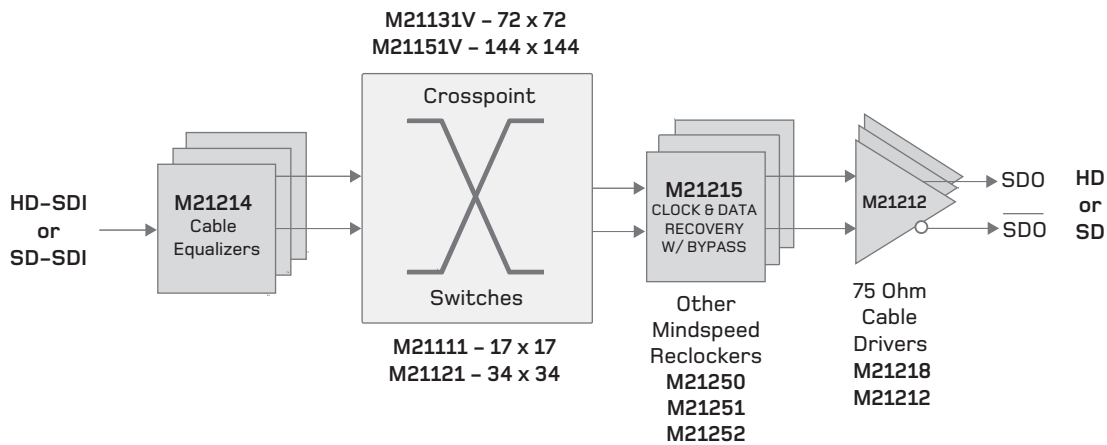 M21131V – 72 x 72
M21151V – 144 x 144
HD–SDI
or
SD–SDI
M21214
Cable
Equalizers
Crosspoint
Switches
M21111 – 17 x 17
M21121 – 34 x 34
M21215
CLOCK & DATA
RECOVERY
W/ BYPASS
Other
Mindspeed
Reclockers
M21250
M21251
M21252
M21212
75 Ohm
Cable
Drivers
M21218
M21212
SDO
SDO
HD
or
SD